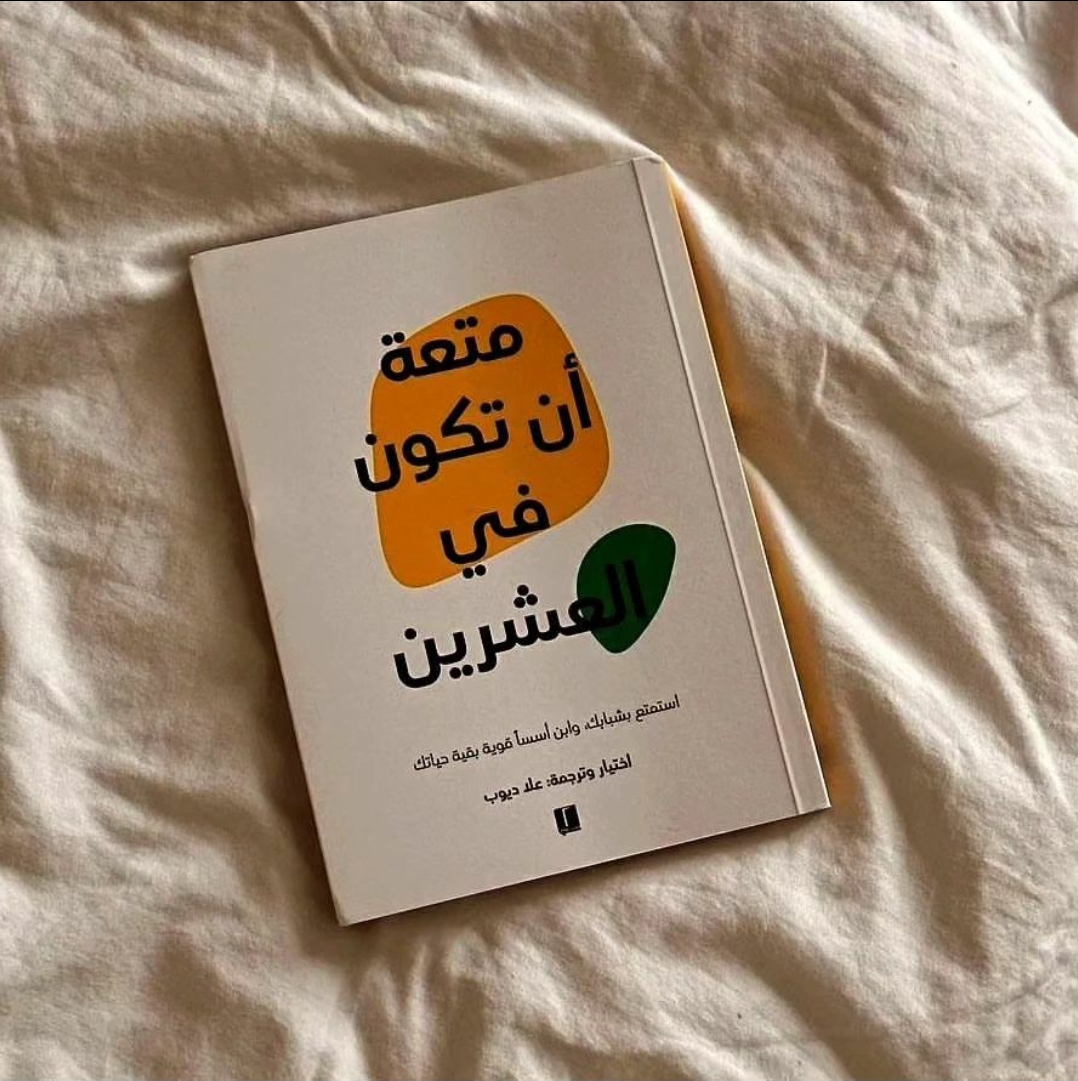 متعة
أن تكون
في
العشرين
استمتع بشبابك، وابن أسساً قوية بقية حياتك
اختيار وترجمة: علا ديوب